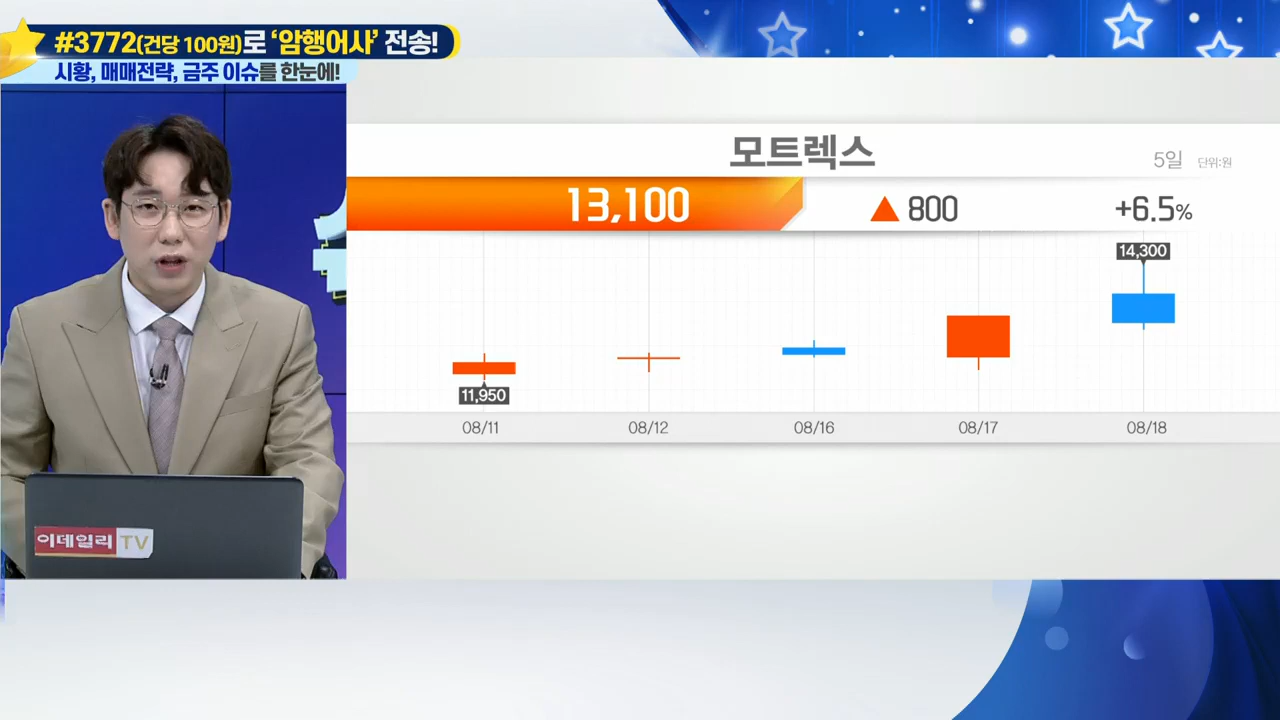 #3772(건당 100원)로 ‘암행어사’ 전송!
시황, 매매전략, 금주 이슈를 한눈에!
모트렉스
5일 단위:원
13,100 ▲ 800 +6.5%
14,300
11,950
08/11 08/12 08/16 08/17 08/18
이데일리 TV